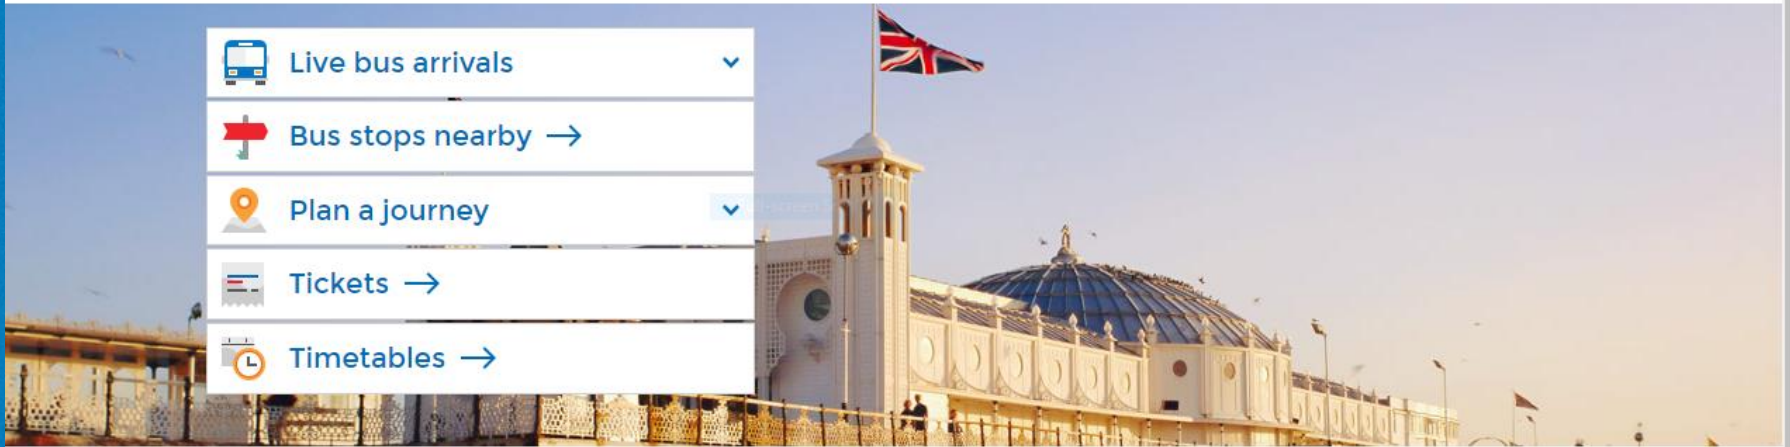 Live bus arrivals
Bus stops nearby →
Plan a journey
Tickets →
Timetables →